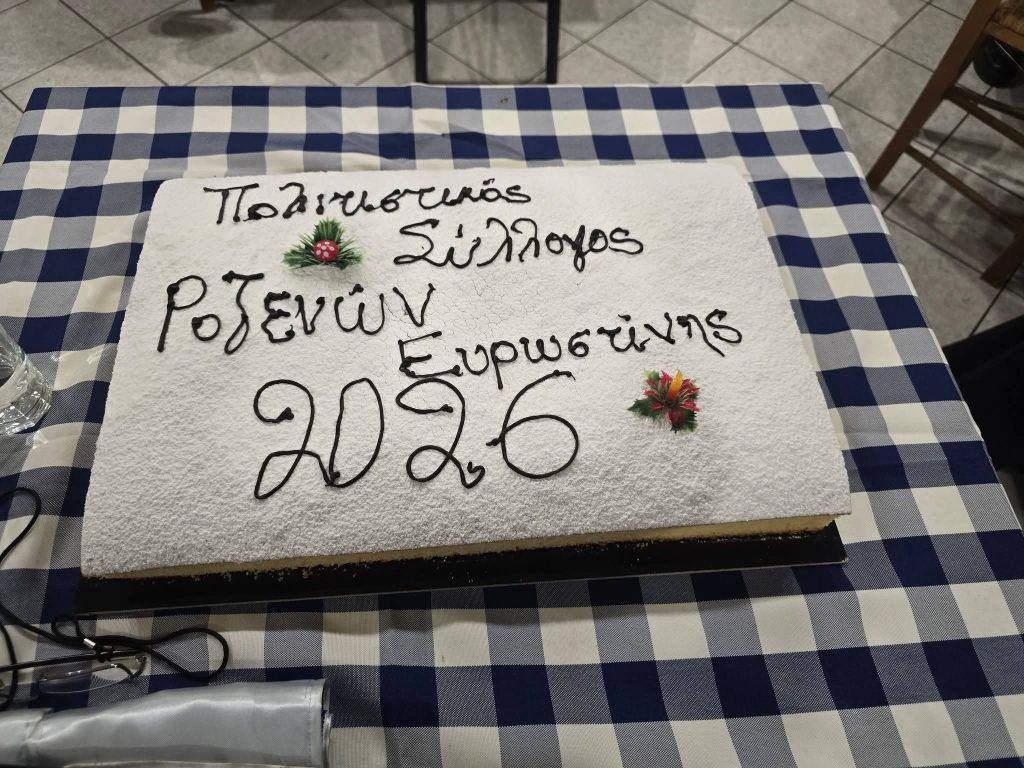 Πολιτιστικός
Σύλλογος
Ροζενών
Ευρωστίνης
2026